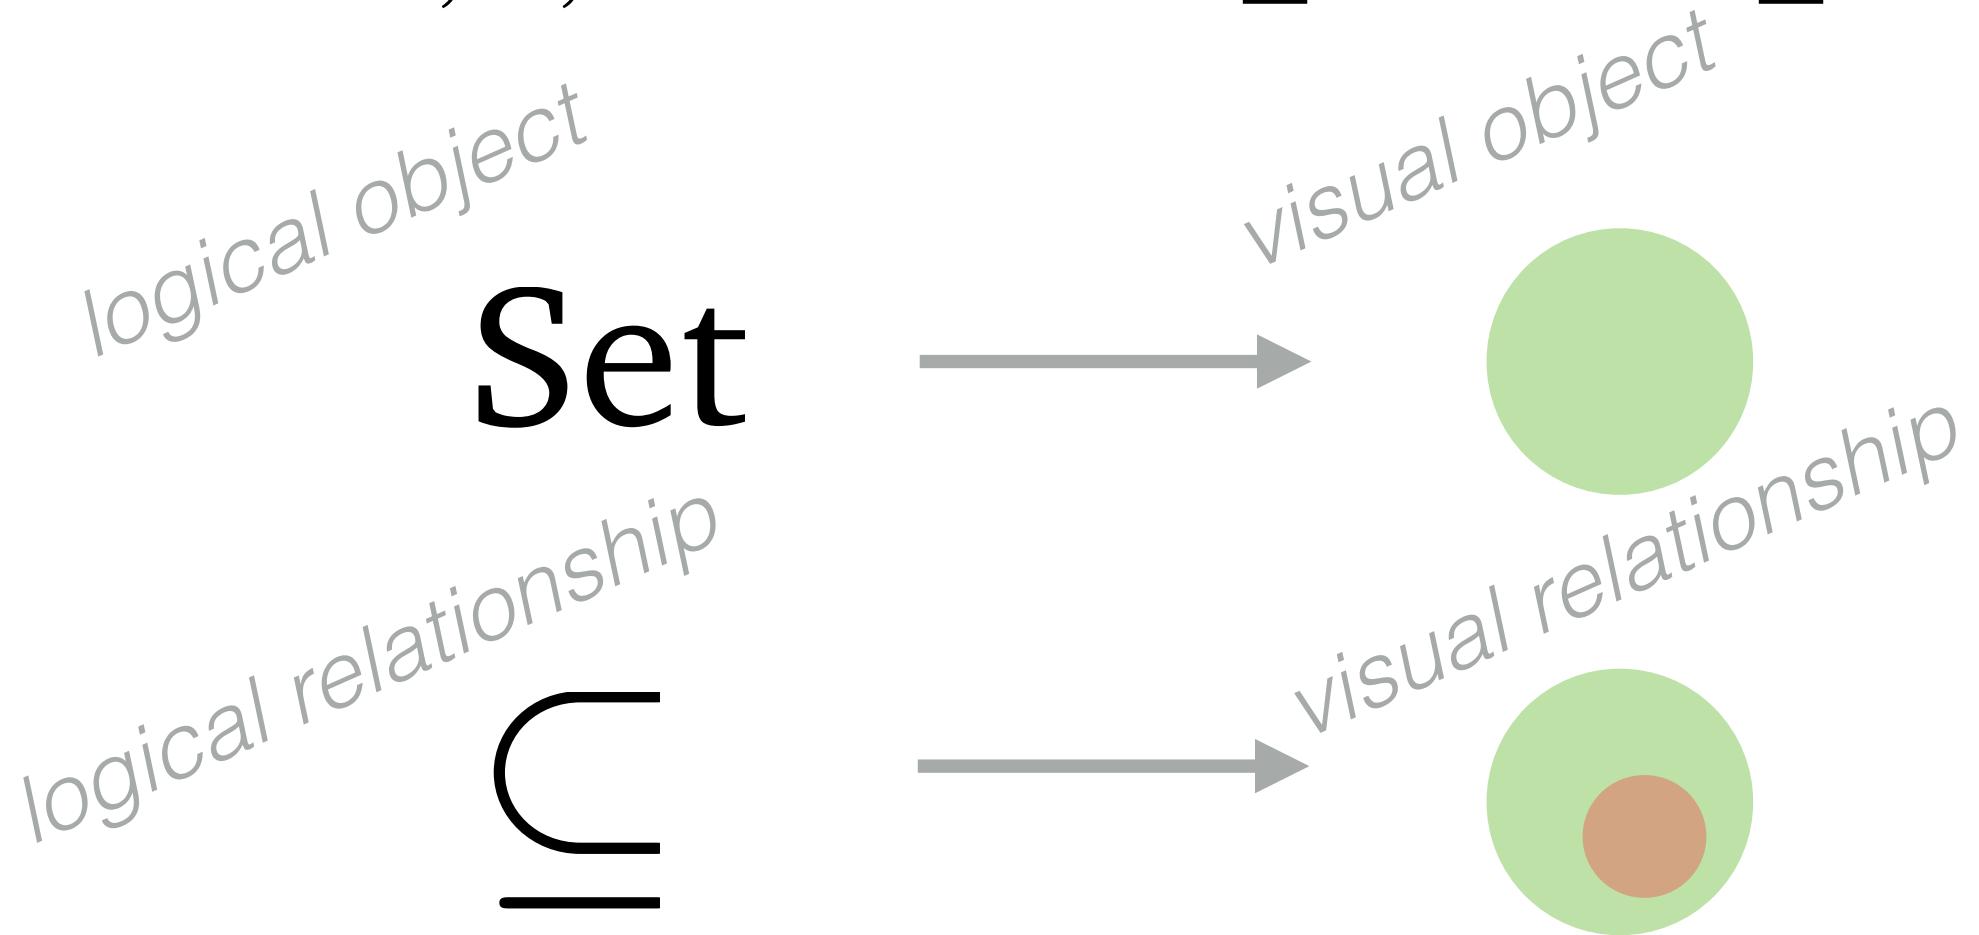 logical object
visual object
Set
logical relationship
visual relationship
⊆